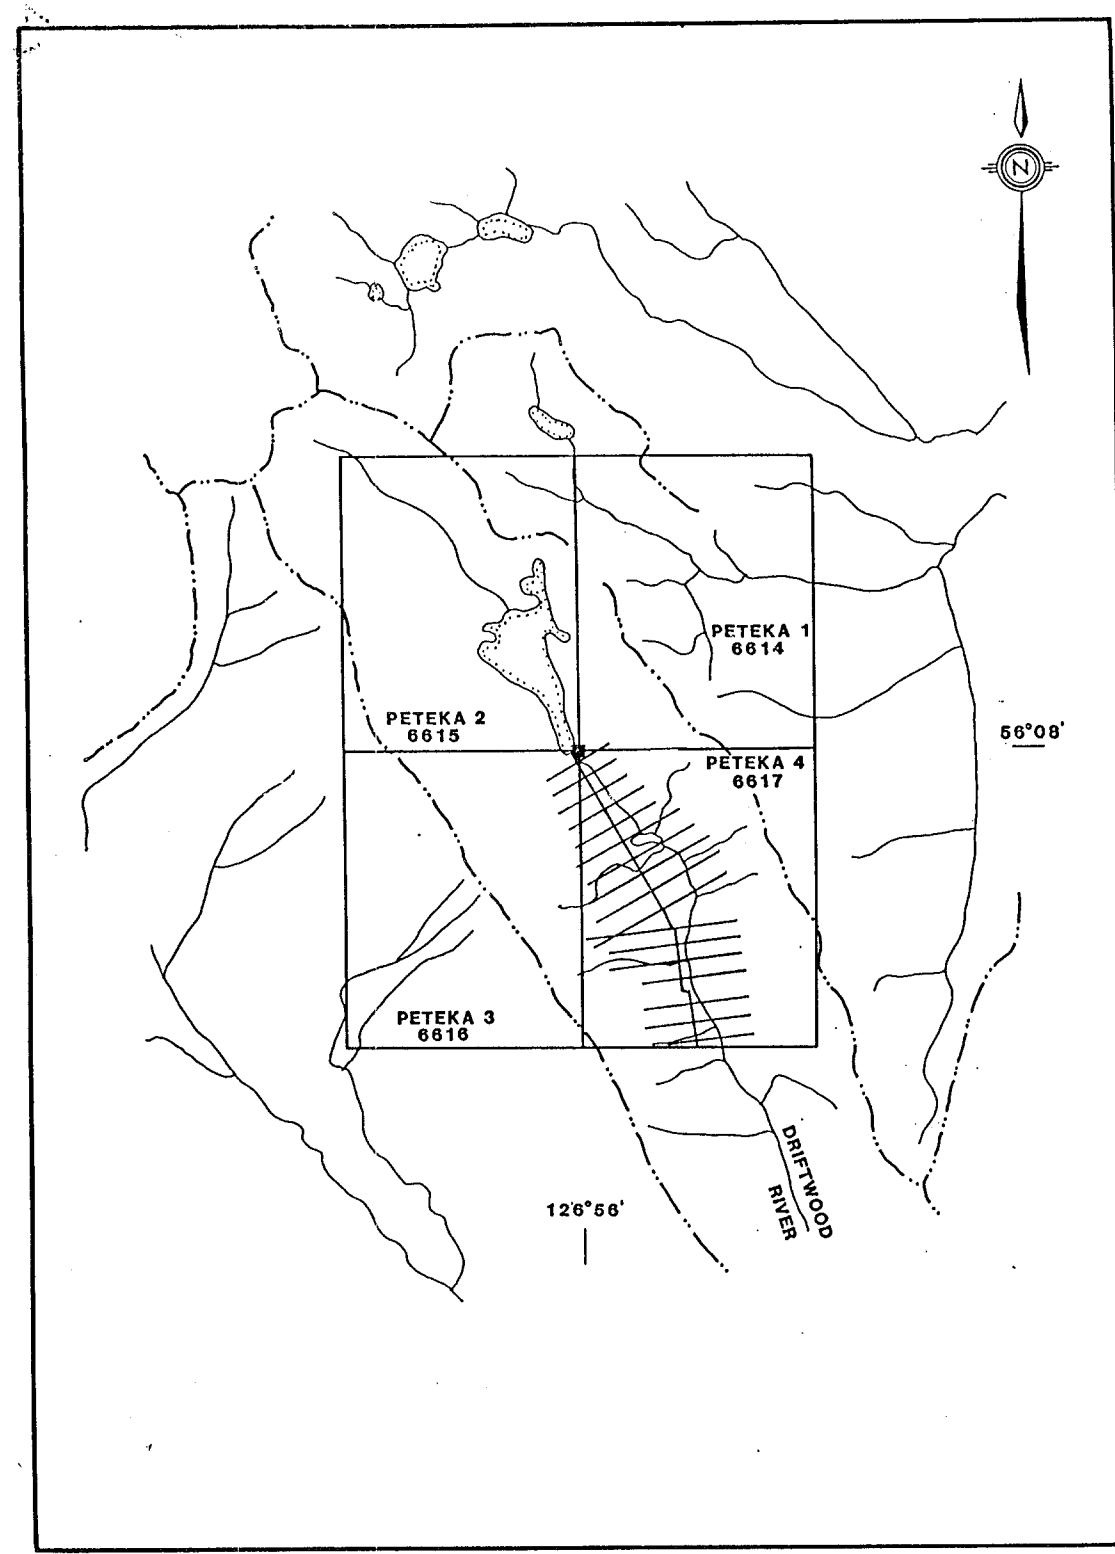 N
PETEKA 1
6614
PETEKA 2
6615
56°08'
PETEKA 4
6617
PETEKA 3
6616
DRIFTWOOD
RIVER
126°56'